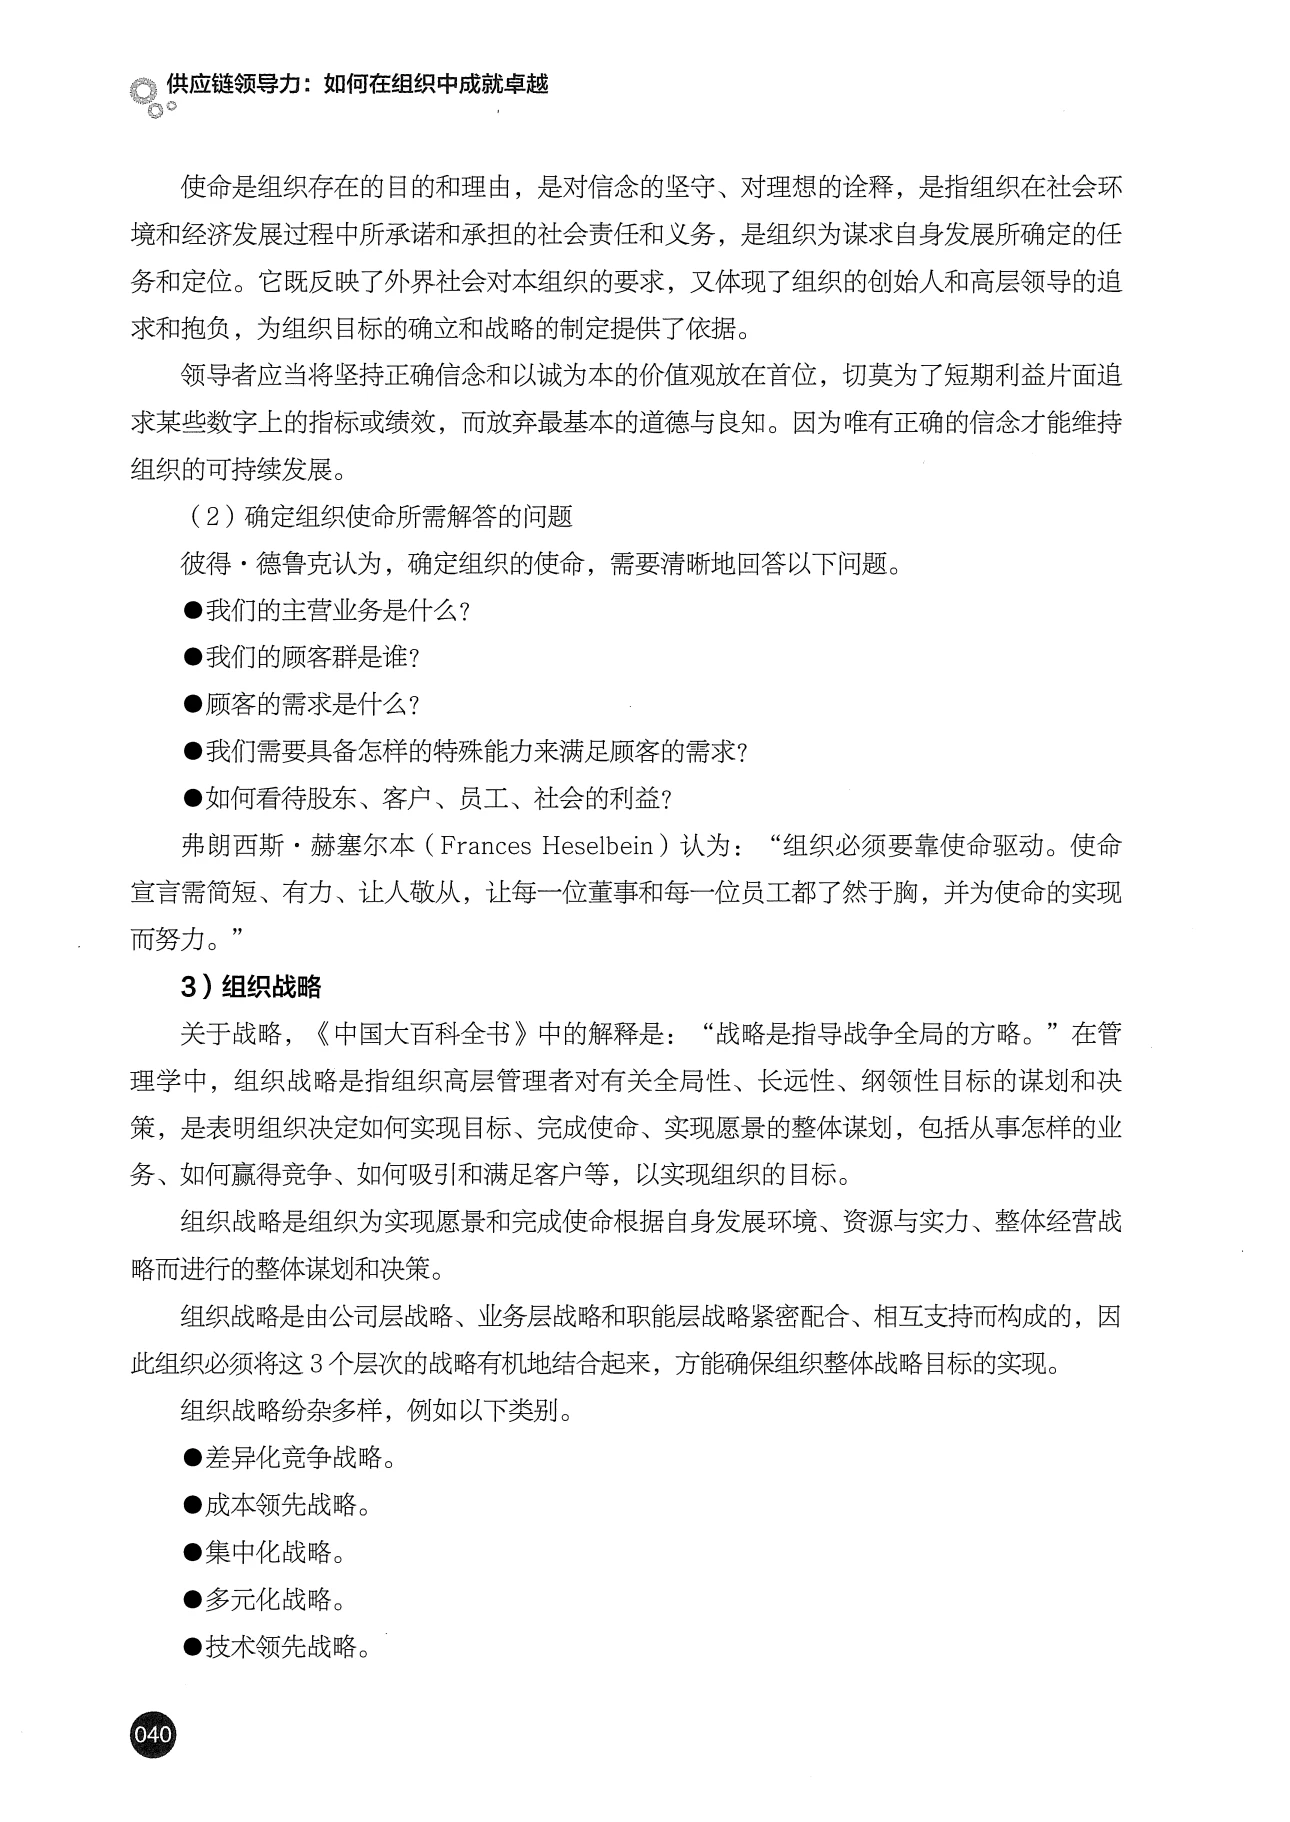 供应链领导力：如何在组织中成就卓越
使命是组织存在的目的和理由，是对信念的坚守、对理想的诠释，是指组织在社会环
境和经济发展过程中所承诺和承担的社会责任和义务，是组织为谋求自身发展所确定的任
务和定位。它既反映了外界社会对本组织的要求，又体现了组织的创始人和高层领导的追
求和抱负，为组织目标的确立和战略的制定提供了依据。
领导者应当将坚持正确信念和以诚为本的价值观放在首位，切莫为了短期利益片面追
求某些数字上的指标或绩效，而放弃最基本的道德与良知。因为唯有正确的信念才能维持
组织的可持续发展。
（2）确定组织使命所需解答的问题
彼得·德鲁克认为，确定组织的使命，需要清晰地回答以下问题。
●我们的主营业务是什么？
●我们的顾客群是谁？
●顾客的需求是什么？
●我们需要具备怎样的特殊能力来满足顾客的需求？
●如何看待股东、客户、员工、社会的利益？
弗朗西斯·赫塞尔本（Frances Heselbein）认为：“组织必须要靠使命驱动。使命
宣言需简短、有力、让人敬从，让每一位董事和每一位员工都了然于胸，并为使命的实现
而努力。”
3）组织战略
关于战略，《中国大百科全书》中的解释是：“战略是指导战争全局的方略。”在管
理学中，组织战略是指组织高层管理者对有关全局性、长远性、纲领性目标的谋划和决
策，是表明组织决定如何实现目标、完成使命、实现愿景的整体谋划，包括从事怎样的业
务、如何赢得竞争、如何吸引和满足客户等，以实现组织的目标。
组织战略是组织为实现愿景和完成使命根据自身发展环境、资源与实力、整体经营战
略而进行的整体谋划和决策。
组织战略是由公司层战略、业务层战略和职能层战略紧密配合、相互支持而构成的，因
此组织必须将这 3 个层次的战略有机地结合起来，方能确保组织整体战略目标的实现。
组织战略纷杂多样，例如以下类别。
●差异化竞争战略。
●成本领先战略。
●集中化战略。
●多元化战略。
●技术领先战略。
040